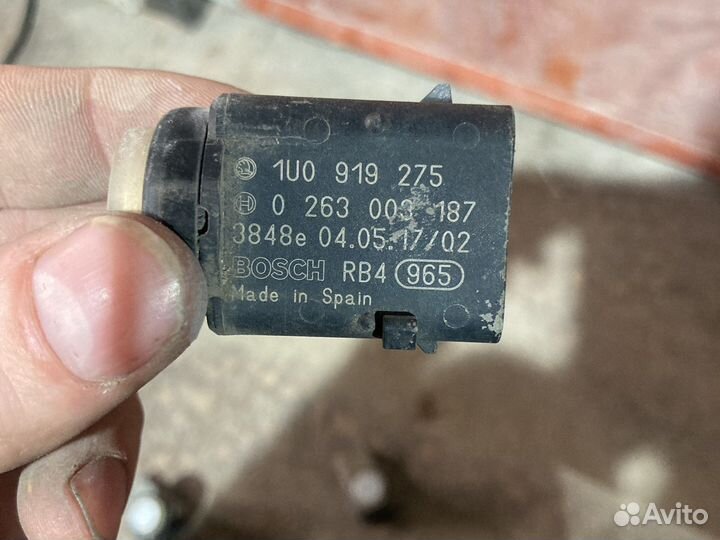 1U0 919 275
0 263 003 187
3848e 04.05.17/02
BOSCH RB4 965
Made in Spain
Avito